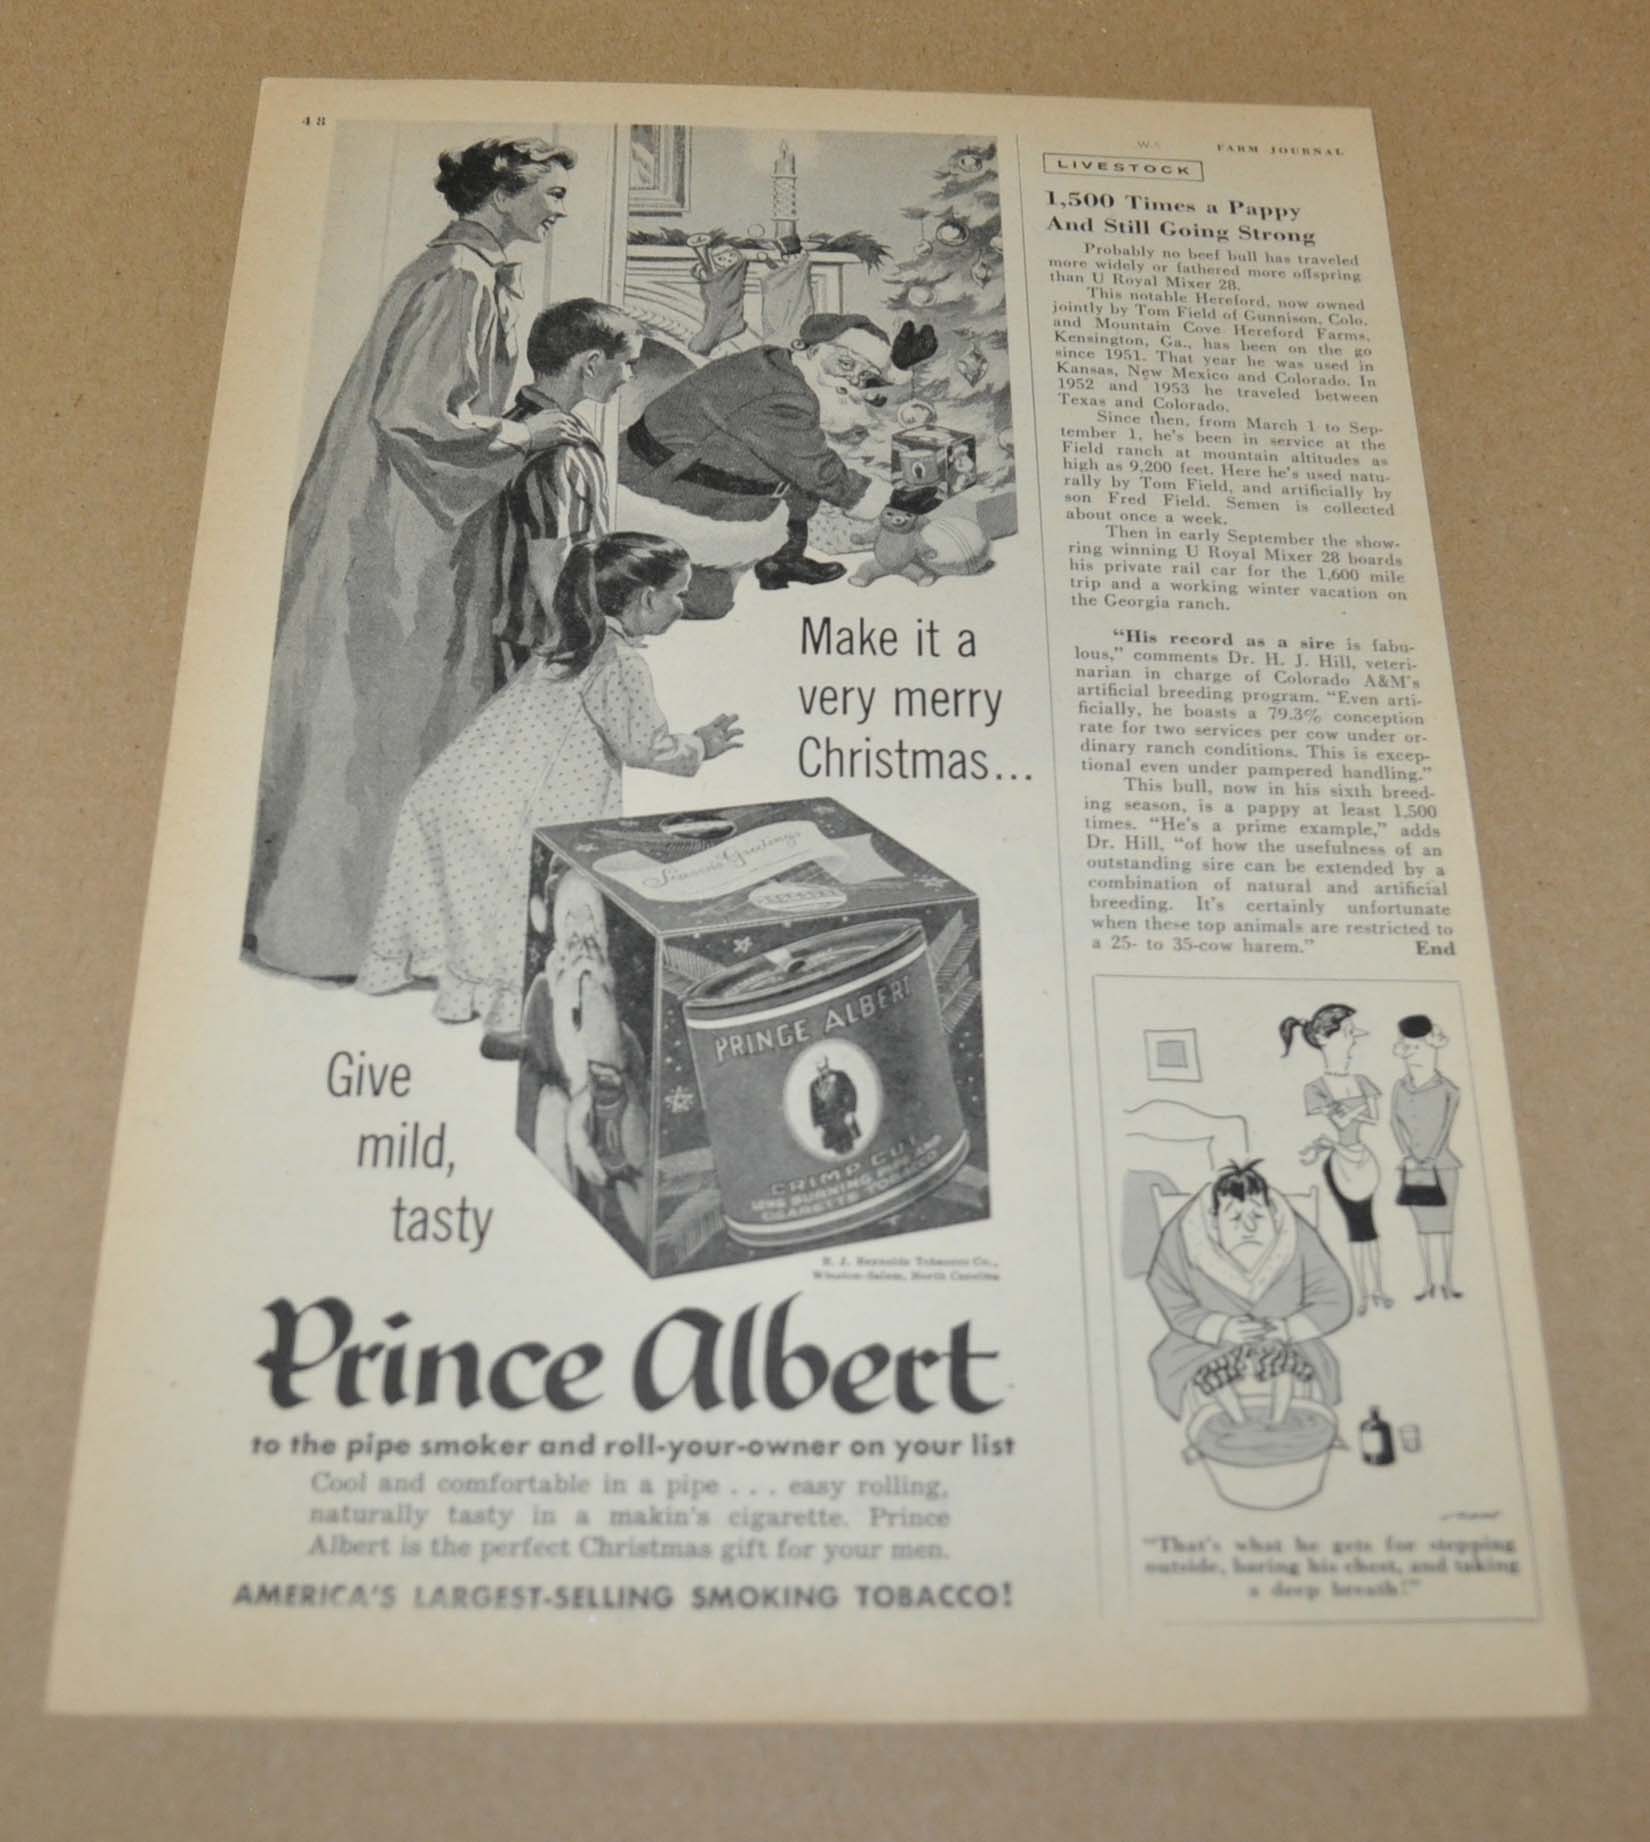 48
W.
FARM JOURNAL
Make it a
very merry
Christmas...
Season's Greetings
PRINCE ALBERT
CRIMP CUT
LONG BURNING PIPE AND
CIGARETTE TOBACCO
Give
mild,
tasty
R. J. Reynolds Tobacco Co.,
Winston-Salem, North Carolina
Prince Albert
to the pipe smoker and roll-your-owner on your list
Cool and comfortable in a pipe . . . easy rolling,
naturally tasty in a makin's cigarette. Prince
Albert is the perfect Christmas gift for your men.
AMERICA'S LARGEST-SELLING SMOKING TOBACCO!
LIVESTOCK
1,500 Times a Pappy
And Still Going Strong
Probably no beef bull has traveled
more widely or fathered more offspring
than U Royal Mixer 28.
This notable Hereford, now owned
jointly by Tom Field of Gunnison, Colo.
and Mountain Cove Hereford Farms,
Kensington, Ga., has been on the go
since 1951. That year he was used in
Kansas, New Mexico and Colorado. In
1952 and 1953 he traveled between
Texas and Colorado.
Since then, from March 1 to Sep-
tember 1, he's been in service at the
Field ranch at mountain altitudes as
high as 9,200 feet. Here he's used natu-
rally by Tom Field, and artificially by
son Fred Field. Semen is collected
about once a week.
Then in early September the show-
ring winning U Royal Mixer 28 boards
his private rail car for the 1,600 mile
trip and a working winter vacation on
the Georgia ranch.
"His record as a sire is fabu-
lous," comments Dr. H. J. Hill, veteri-
narian in charge of Colorado A&M's
artificial breeding program. "Even arti-
ficially, he boasts a 79.3% conception
rate for two services per cow under or-
dinary ranch conditions. This is excep-
tional even under pampered handling."
This bull, now in his sixth breed-
ing season, is a pappy at least 1,500
times. "He's a prime example," adds
Dr. Hill, "of how the usefulness of an
outstanding sire can be extended by a
combination of natural and artificial
breeding. It's certainly unfortunate
when these top animals are restricted to
a 25- to 35-cow harem." End
"That's what he gets for stepping
outside, baring his chest, and taking
a deep breath!"